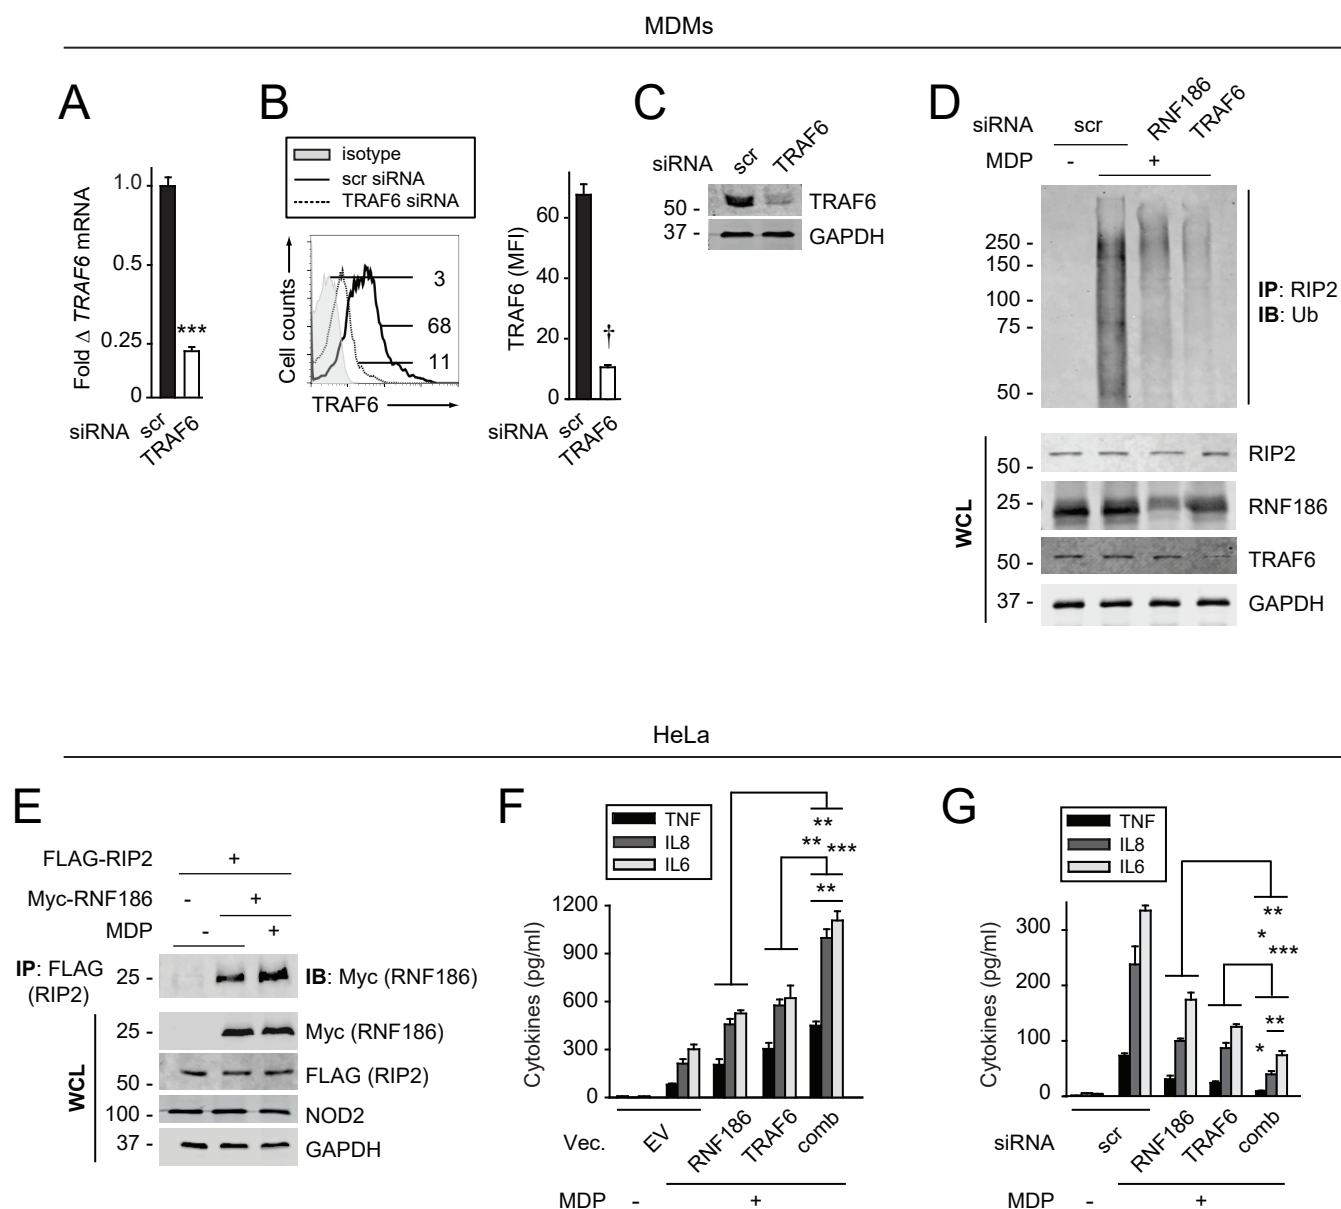 MDMs
A
Fold Δ TRAF6 mRNA
1.0
0.5
0.25
0
***
siRNA
scr
TRAF6
B
isotype
scr siRNA
TRAF6 siRNA
Cell counts
3
68
11
TRAF6
TRAF6 (MFI)
60
40
20
0
†
siRNA
scr
TRAF6
C
siRNA
scr
TRAF6
50 -
TRAF6
37 -
GAPDH
D
siRNA
scr
RNF186
TRAF6
MDP
-
+
250 -
150 -
100 -
75 -
50 -
IP: RIP2
IB: Ub
WCL
50 -
RIP2
25 -
RNF186
50 -
TRAF6
37 -
GAPDH
HeLa
E
FLAG-RIP2
+
Myc-RNF186
-
+
MDP
-
+
IP: FLAG
(RIP2)
25 -
IB: Myc (RNF186)
WCL
25 -
Myc (RNF186)
50 -
FLAG (RIP2)
100 -
NOD2
37 -
GAPDH
F
TNF
IL8
IL6
**
** ***
**
Cytokines (pg/ml)
1200
900
600
300
0
Vec.
EV
RNF186
TRAF6
comb
MDP
-
+
G
TNF
IL8
IL6
**
*
***
**
*
Cytokines (pg/ml)
300
200
100
0
siRNA
scr
RNF186
TRAF6
comb
MDP
-
+